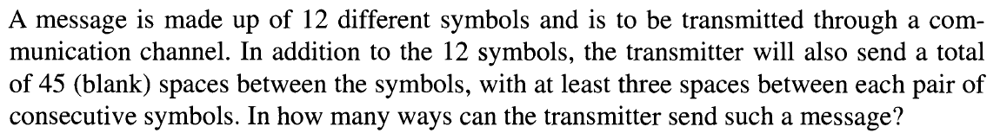 A message is made up of 12 different symbols and is to be transmitted through a com-
munication channel. In addition to the 12 symbols, the transmitter will also send a total
of 45 (blank) spaces between the symbols, with at least three spaces between each pair of
consecutive symbols. In how many ways can the transmitter send such a message?